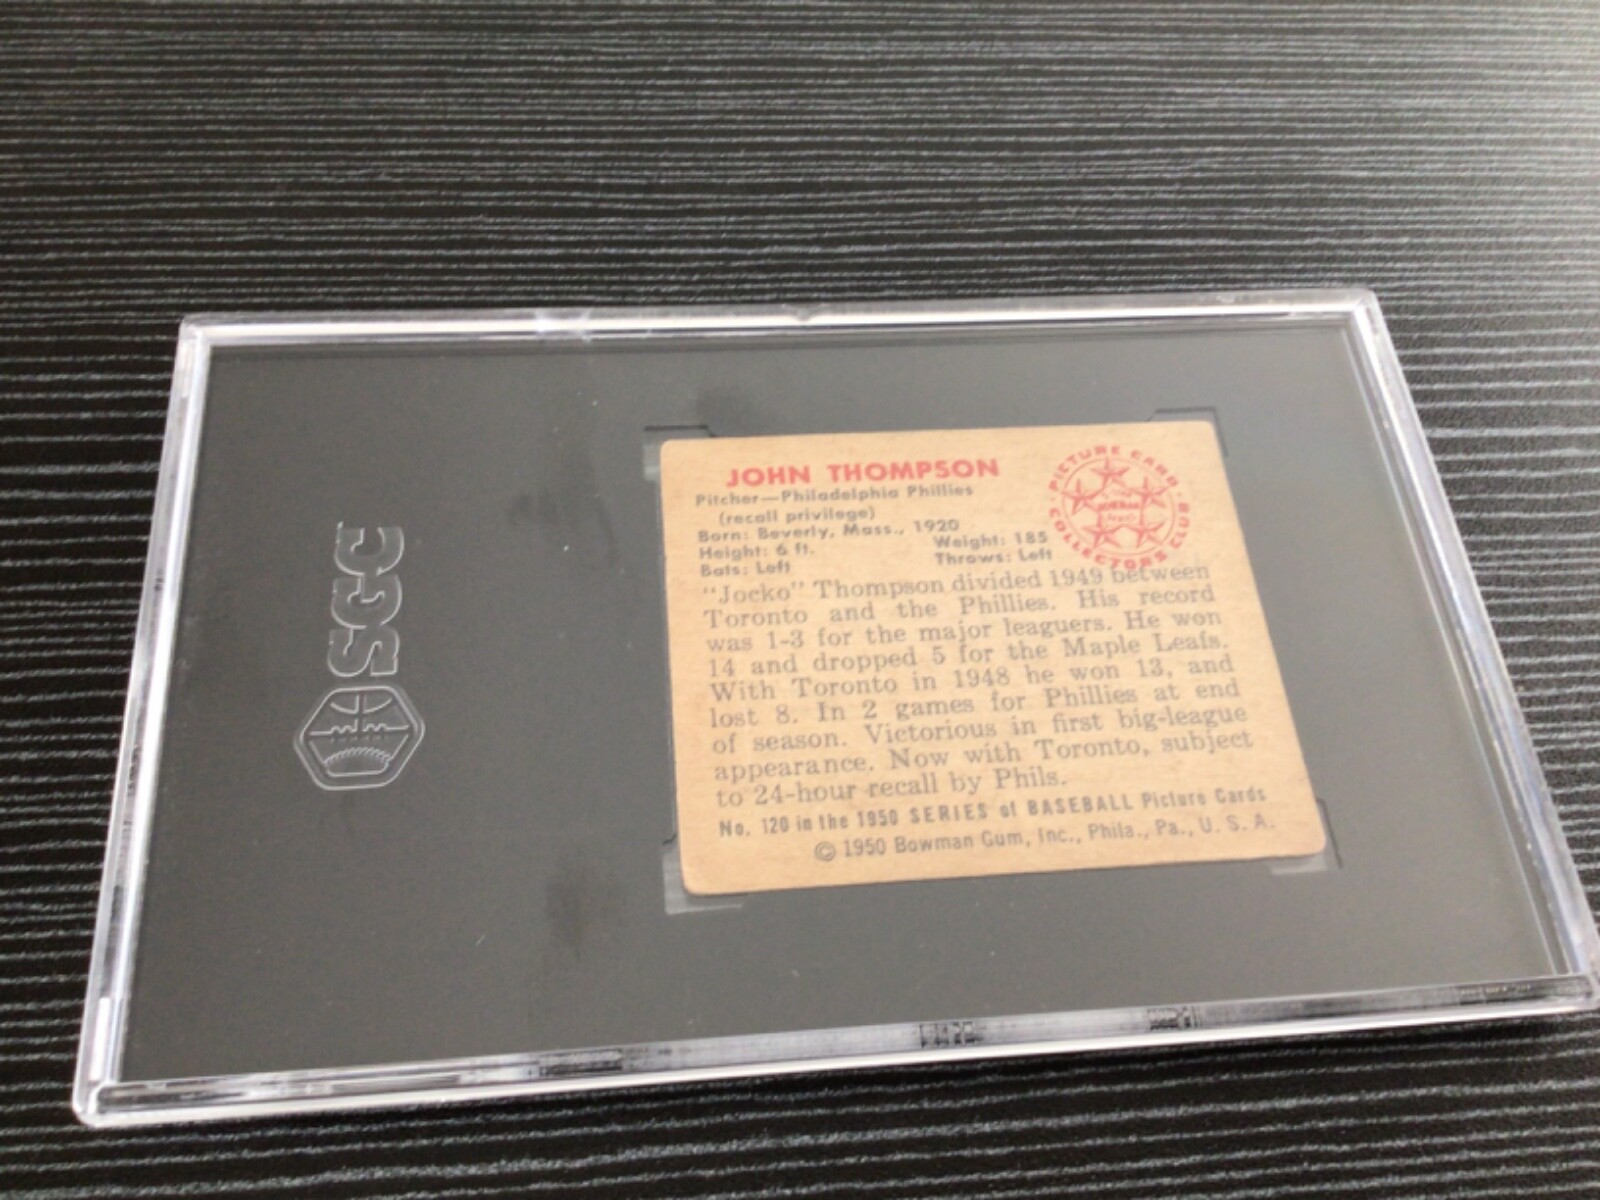 SGC
JOHN THOMPSON
Pitcher—Philadelphia Phillies
(recall privilege)
Born: Beverly, Mass., 1920
Height: 6 ft. Weight: 185
Bats: Left Throws: Left
PICTURE CARD
COLLECTORS CLUB
"Jocko" Thompson divided 1949 between
Toronto and the Phillies. His record
was 1-3 for the major leaguers. He won
14 and dropped 5 for the Maple Leafs.
With Toronto in 1948 he won 13, and
lost 8. In 2 games for Phillies at end
of season. Victorious in first big-league
appearance. Now with Toronto, subject
to 24-hour recall by Phils.
No. 120 in the 1950 SERIES of BASEBALL Picture Cards
© 1950 Bowman Gum, Inc., Phila., Pa., U. S. A.